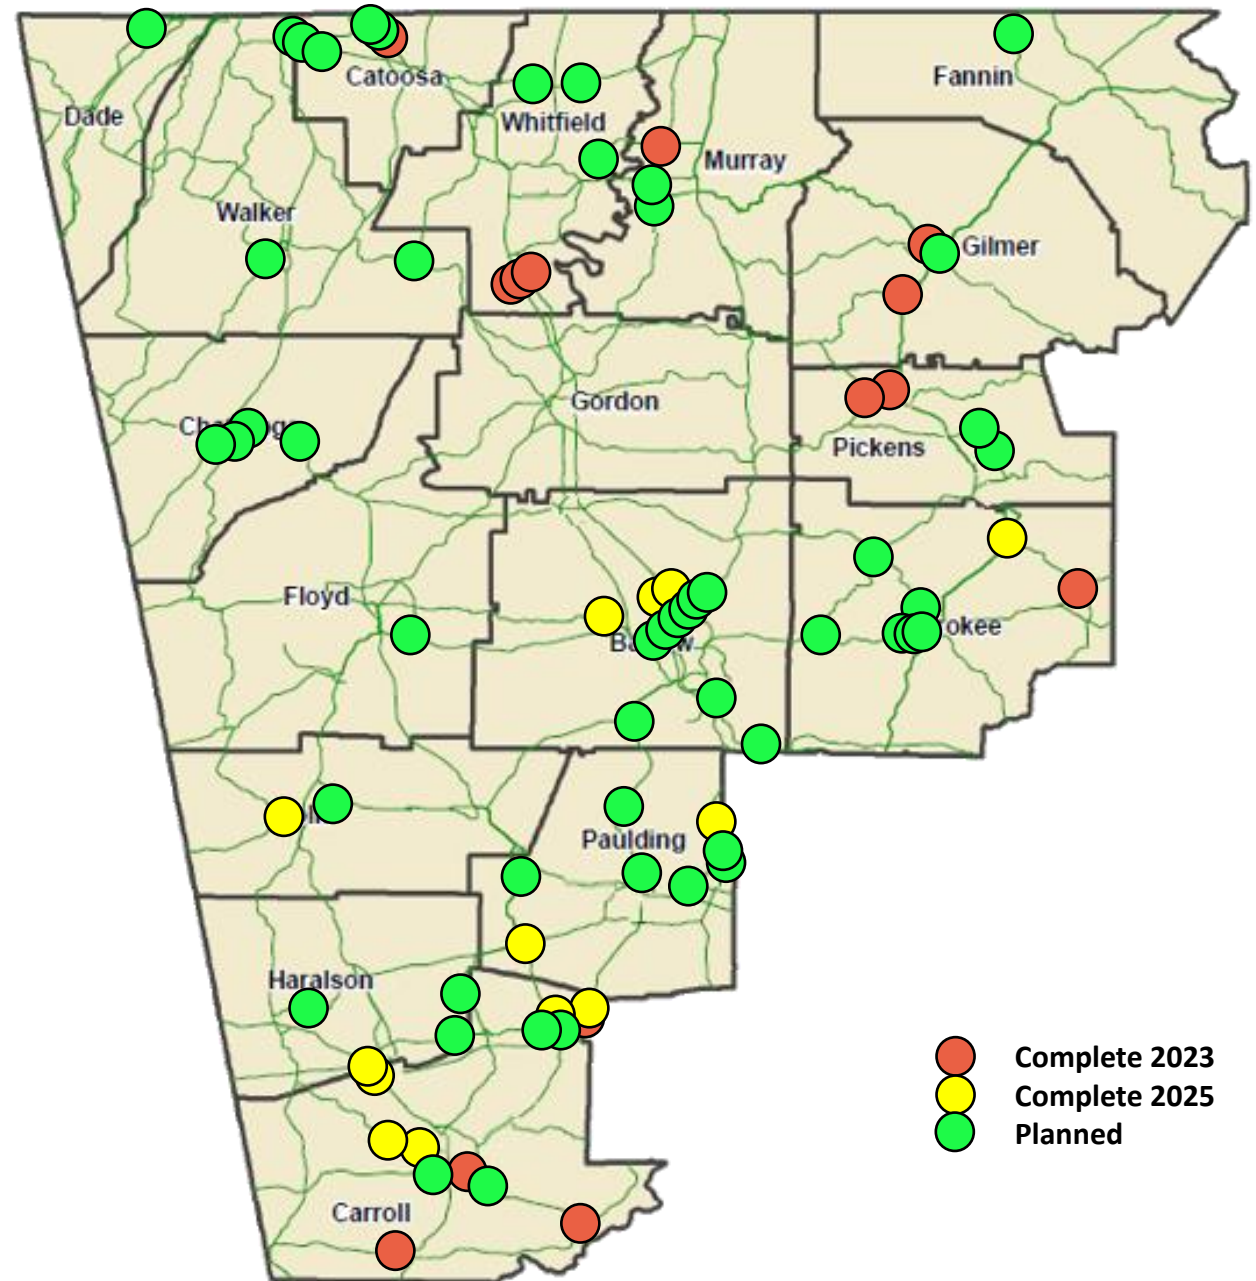 Dade
Catoosa
Fannin
Whitfield
Murray
Walker
Gilmer
Gordon
Pickens
Floyd
Paulding
Haralson
Carroll
Complete 2023
Complete 2025
Planned